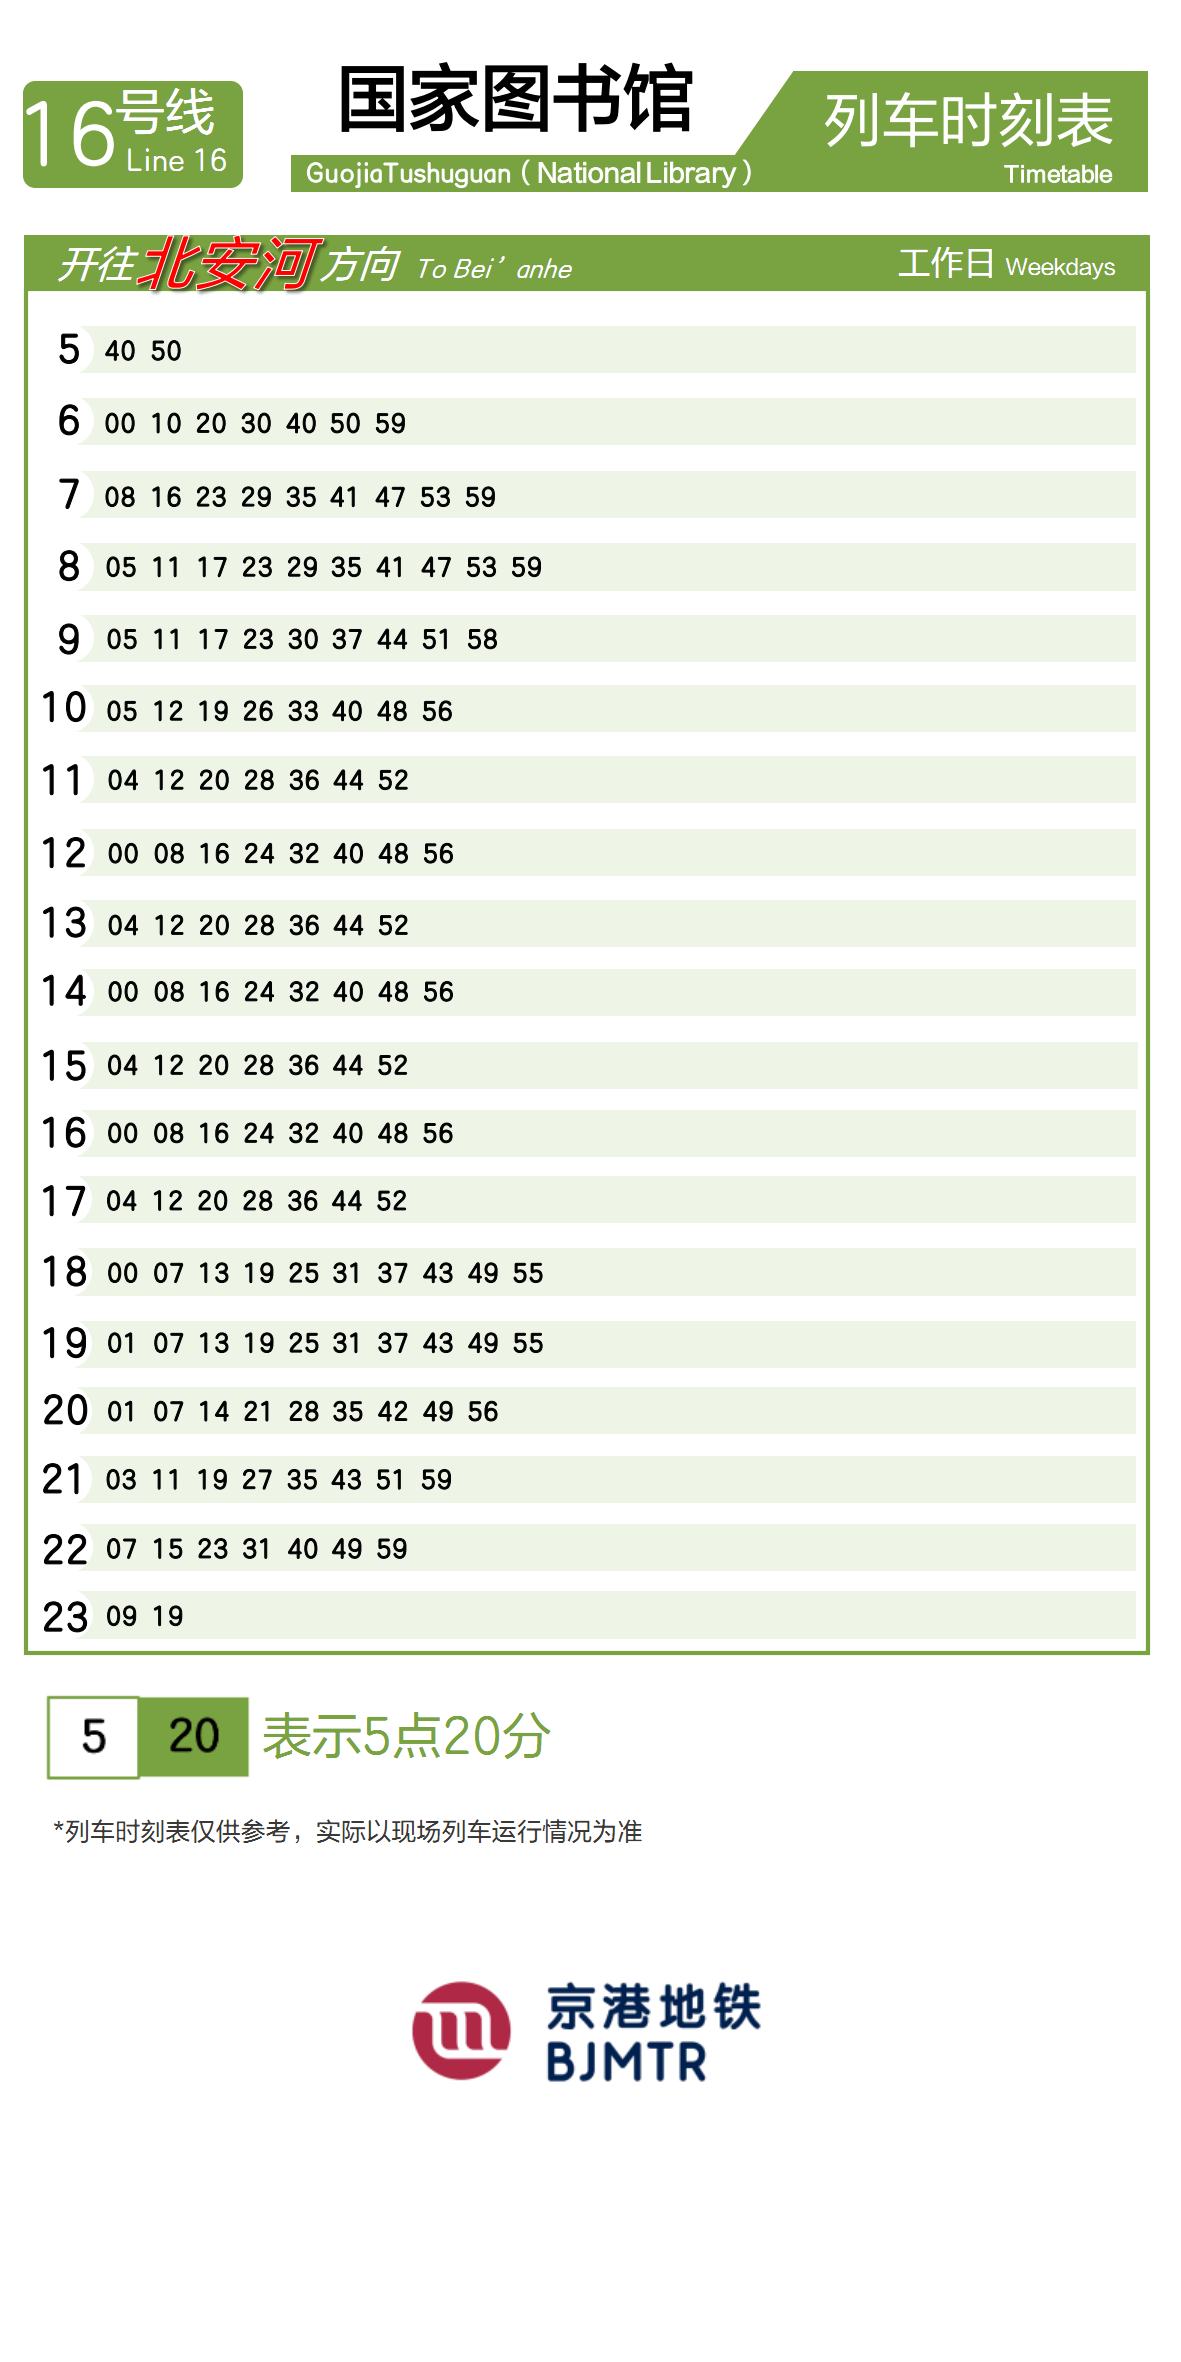 16号线
Line 16
国家图书馆
GuojiaTushuguan（National Library）
列车时刻表
Timetable
开往北安河方向 To Bei’anhe
工作日 Weekdays
5 40 50
6 00 10 20 30 40 50 59
7 08 16 23 29 35 41 47 53 59
8 05 11 17 23 29 35 41 47 53 59
9 05 11 17 23 30 37 44 51 58
10 05 12 19 26 33 40 48 56
11 04 12 20 28 36 44 52
12 00 08 16 24 32 40 48 56
13 04 12 20 28 36 44 52
14 00 08 16 24 32 40 48 56
15 04 12 20 28 36 44 52
16 00 08 16 24 32 40 48 56
17 04 12 20 28 36 44 52
18 00 07 13 19 25 31 37 43 49 55
19 01 07 13 19 25 31 37 43 49 55
20 01 07 14 21 28 35 42 49 56
21 03 11 19 27 35 43 51 59
22 07 15 23 31 40 49 59
23 09 19
5 20 表示5点20分
*列车时刻表仅供参考，实际以现场列车运行情况为准
京港地铁
BJMTR